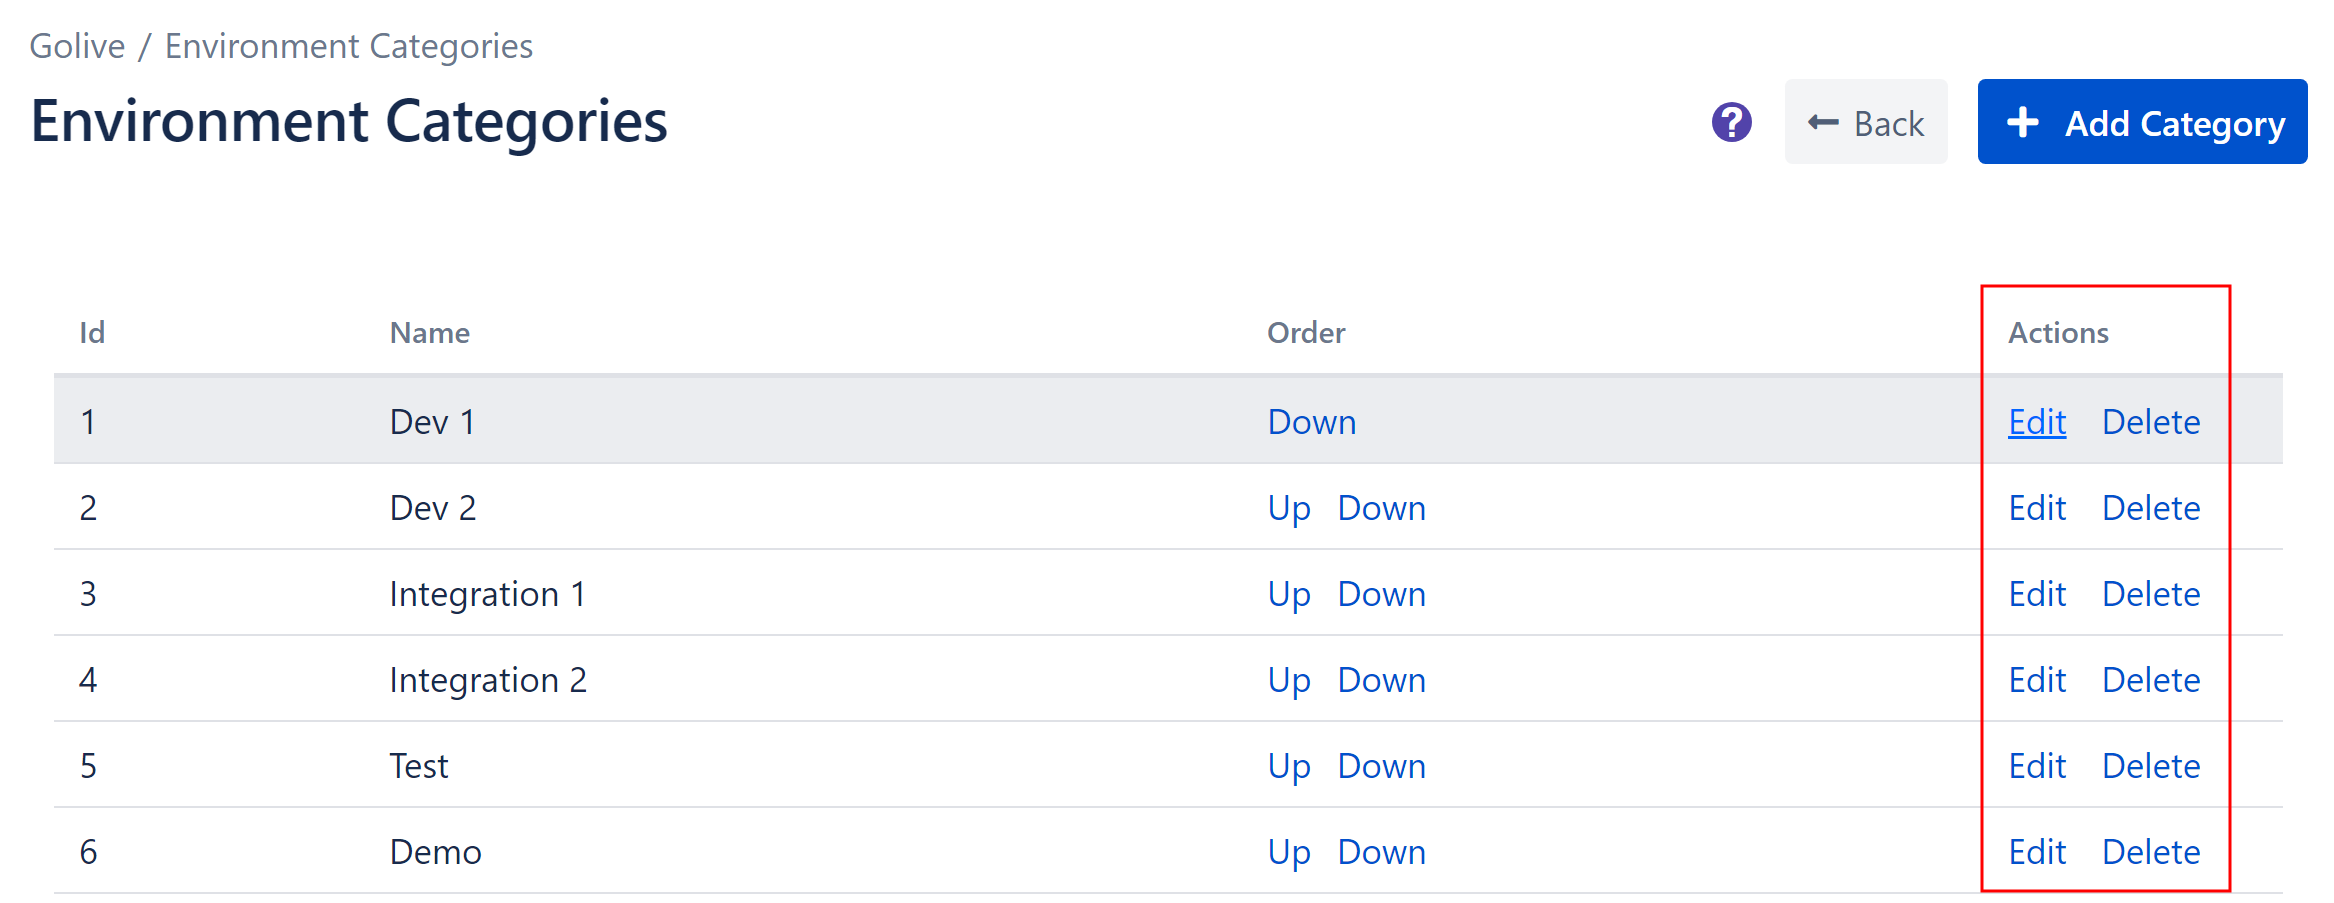 Golive / Environment Categories
Environment Categories
? Back + Add Category
Id Name Order Actions
1 Dev 1 Down Edit Delete
2 Dev 2 Up Down Edit Delete
3 Integration 1 Up Down Edit Delete
4 Integration 2 Up Down Edit Delete
5 Test Up Down Edit Delete
6 Demo Up Down Edit Delete